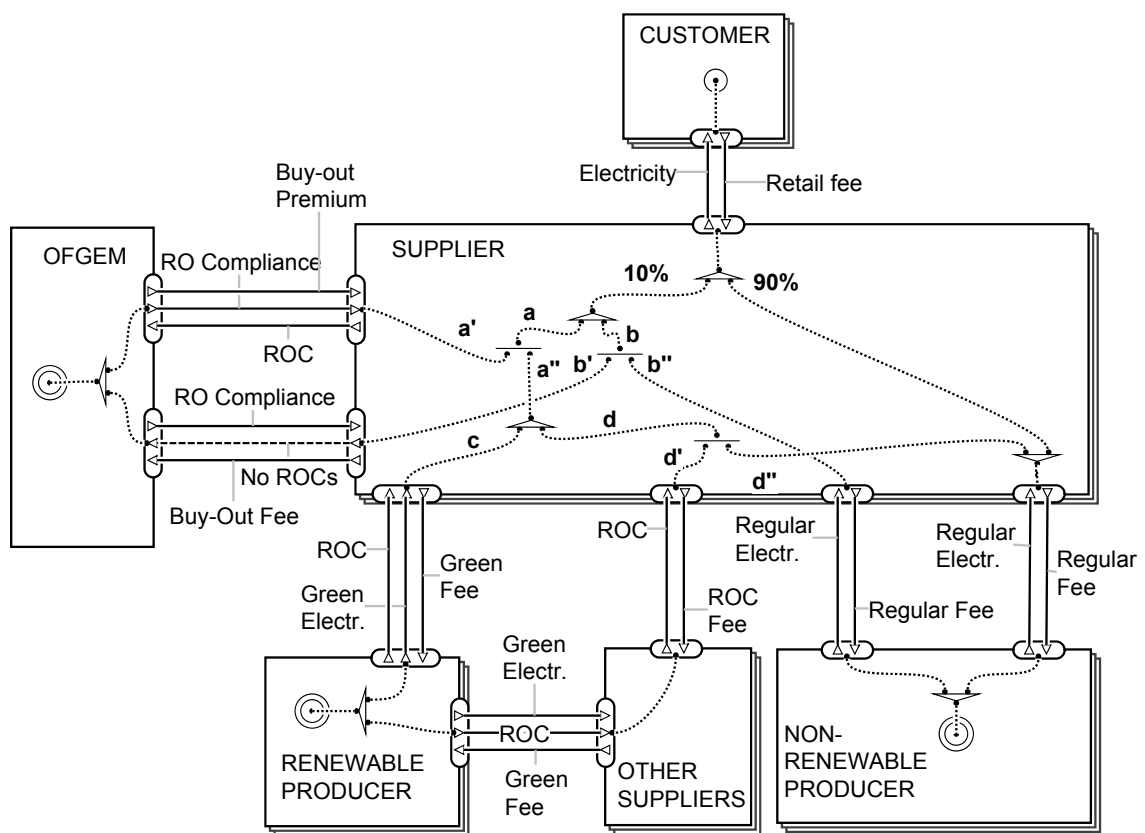 CUSTOMER
Electricity
Retail fee
Buy-out
Premium
OFGEM
RO Compliance
ROC
SUPPLIER
10%
90%
a'
a
b
a''
b'
b''
RO Compliance
No ROCs
Buy-Out Fee
c
d
d'
d''
ROC
Green
Fee
Green
Electr.
ROC
ROC
Fee
Regular
Electr.
Regular Fee
Regular
Electr.
Regular
Fee
Green
Electr.
ROC
Green
Fee
RENEWABLE
PRODUCER
OTHER
SUPPLIERS
NON-
RENEWABLE
PRODUCER